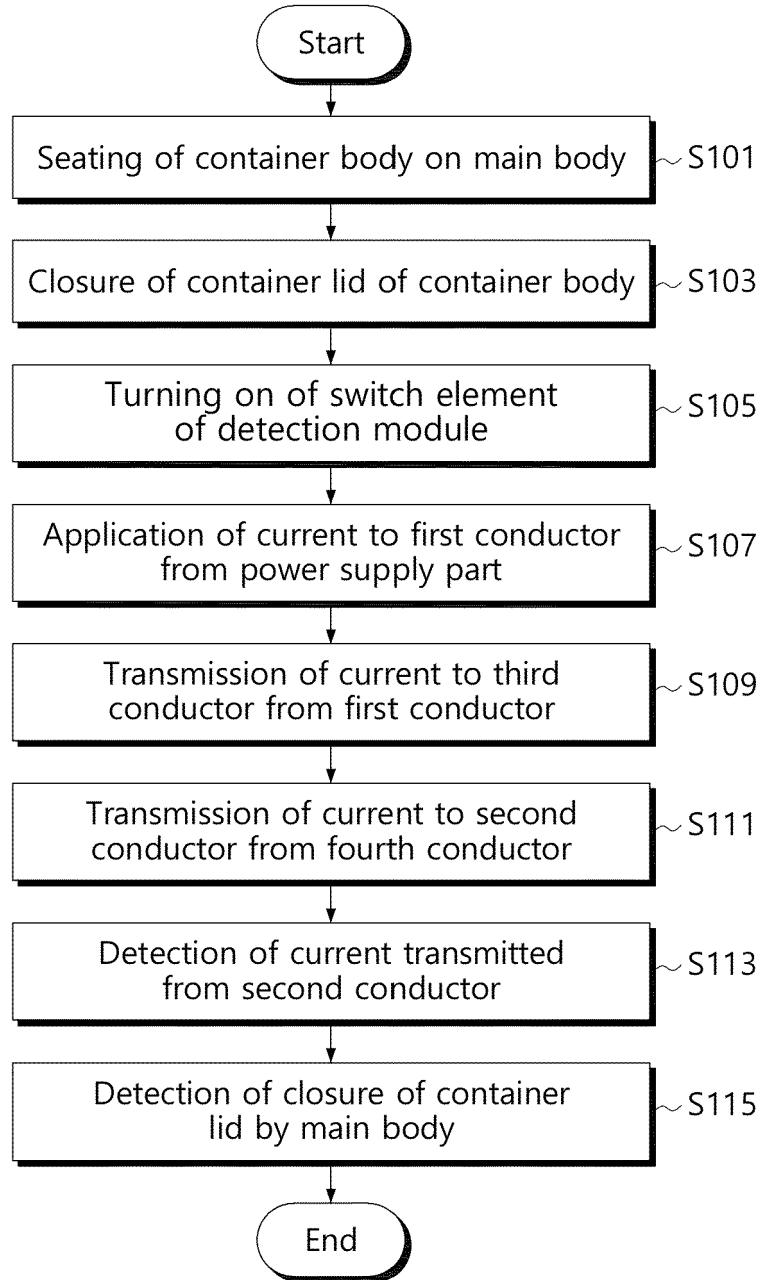 Start
Seating of container body on main body
S101
Closure of container lid of container body
S103
Turning on of switch element
of detection module
S105
Application of current to first conductor
from power supply part
S107
Transmission of current to third
conductor from first conductor
S109
Transmission of current to second
conductor from fourth conductor
S111
Detection of current transmitted
from second conductor
S113
Detection of closure of container
lid by main body
S115
End